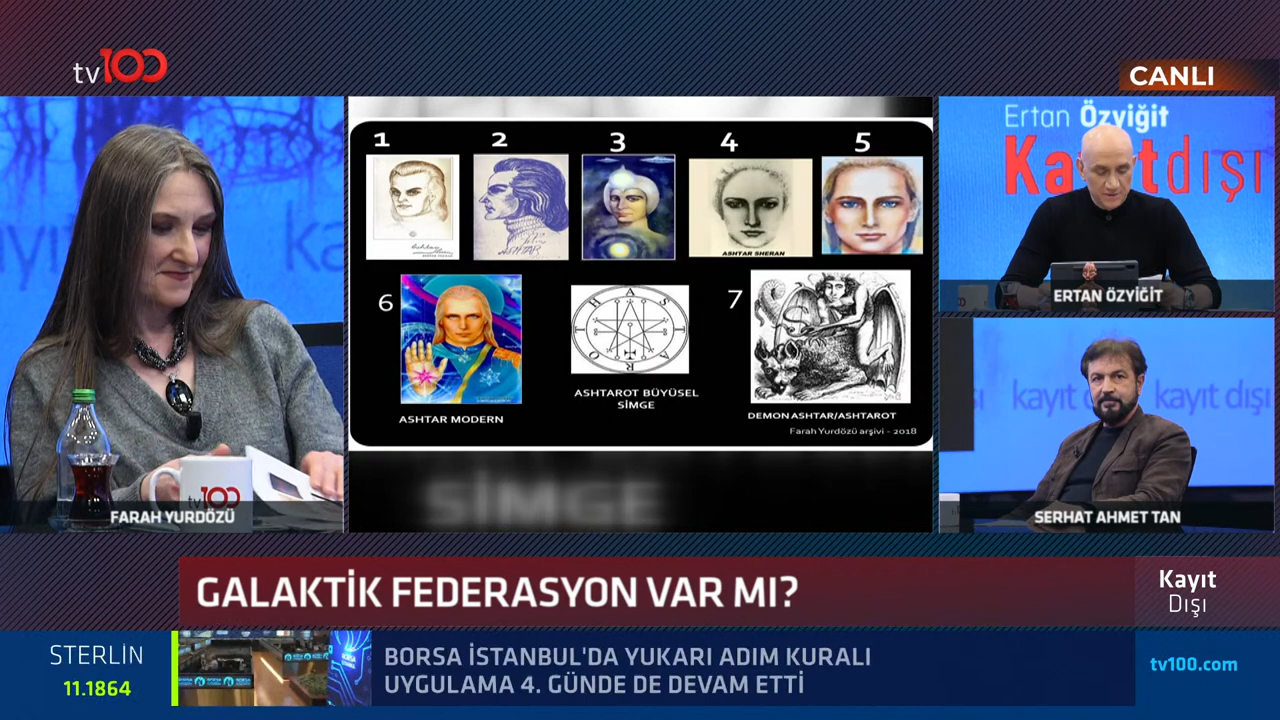 tv100
CANLI
1
2
3
4
5
ASHTAR SHERAN
6
ASHTAR MODERN
HASTUROT
ASHTAROT BÜYÜSEL
SİMGE
7
DEMON ASHTAR/ASHTAROT
Farah Yurdözü arşivi - 2018
SİMGE
Ertan Özyiğit
Kayıtdışı
ERTAN ÖZYİĞİT
kayıt dışı
SERHAT AHMET TAN
tv100
FARAH YURDÖZÜ
GALAKTİK FEDERASYON VAR MI?
Kayıt
Dışı
STERLİN
11.1864
BORSA İSTANBUL'DA YUKARI ADIM KURALI
UYGULAMA 4. GÜNDE DE DEVAM ETTİ
tv100.com